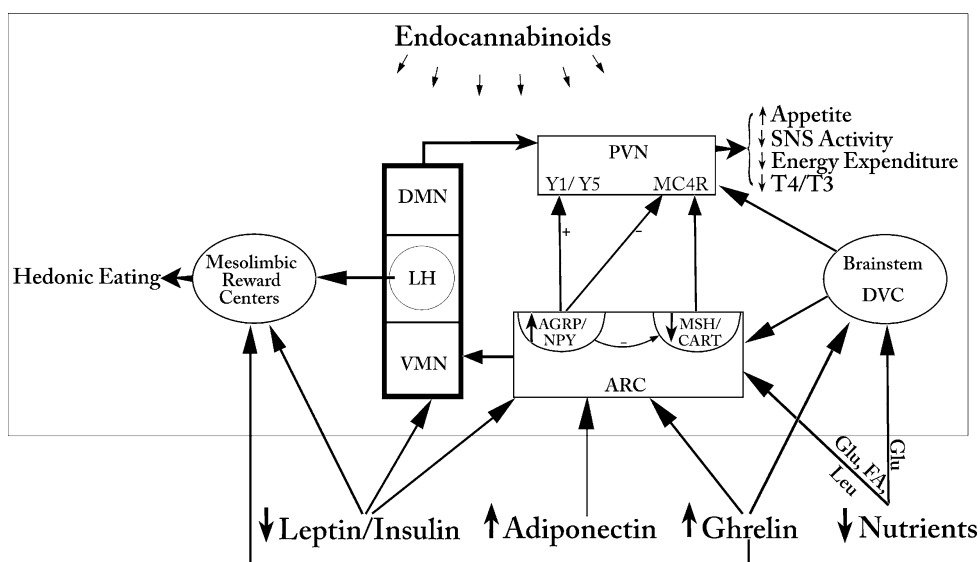 Endocannabinoids
Appetite
SNS Activity
Energy Expenditure
T4/T3
PVN
Y1/ Y5
MC4R
DMN
LH
VMN
Mesolimbic
Reward
Centers
Hedonic Eating
Brainstem
DVC
+
–
AGRP/
NPY
–
MSH/
CART
ARC
Glu, FA,
Leu
Glu
Leptin/Insulin
Adiponectin
Ghrelin
Nutrients